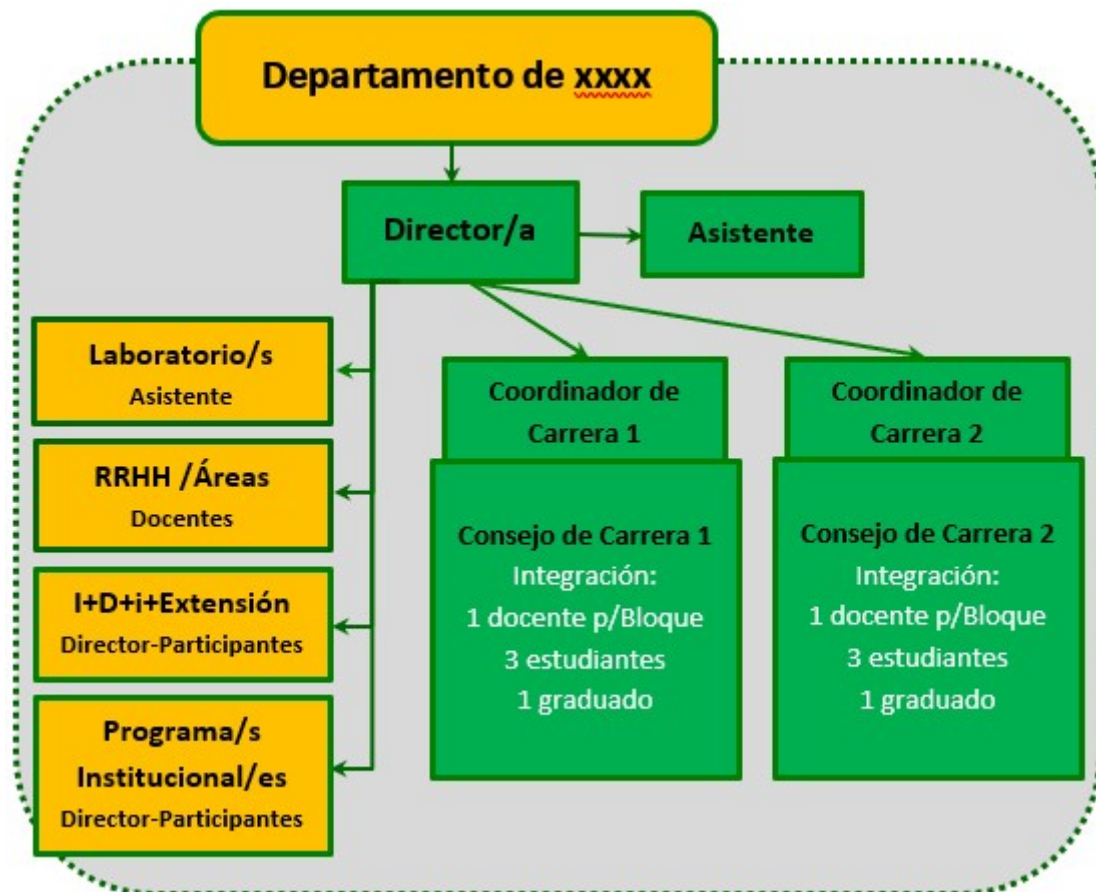 Departamento de xxxx
Director/a
Asistente
Laboratorio/s
Asistente
RRHH /Áreas
Docentes
I+D+i+Extensión
Director-Participantes
Programa/s
Institucional/es
Director-Participantes
Coordinador de
Carrera 1
Consejo de Carrera 1
Integración:
1 docente p/Bloque
3 estudiantes
1 graduado
Coordinador de
Carrera 2
Consejo de Carrera 2
Integración:
1 docente p/Bloque
3 estudiantes
1 graduado